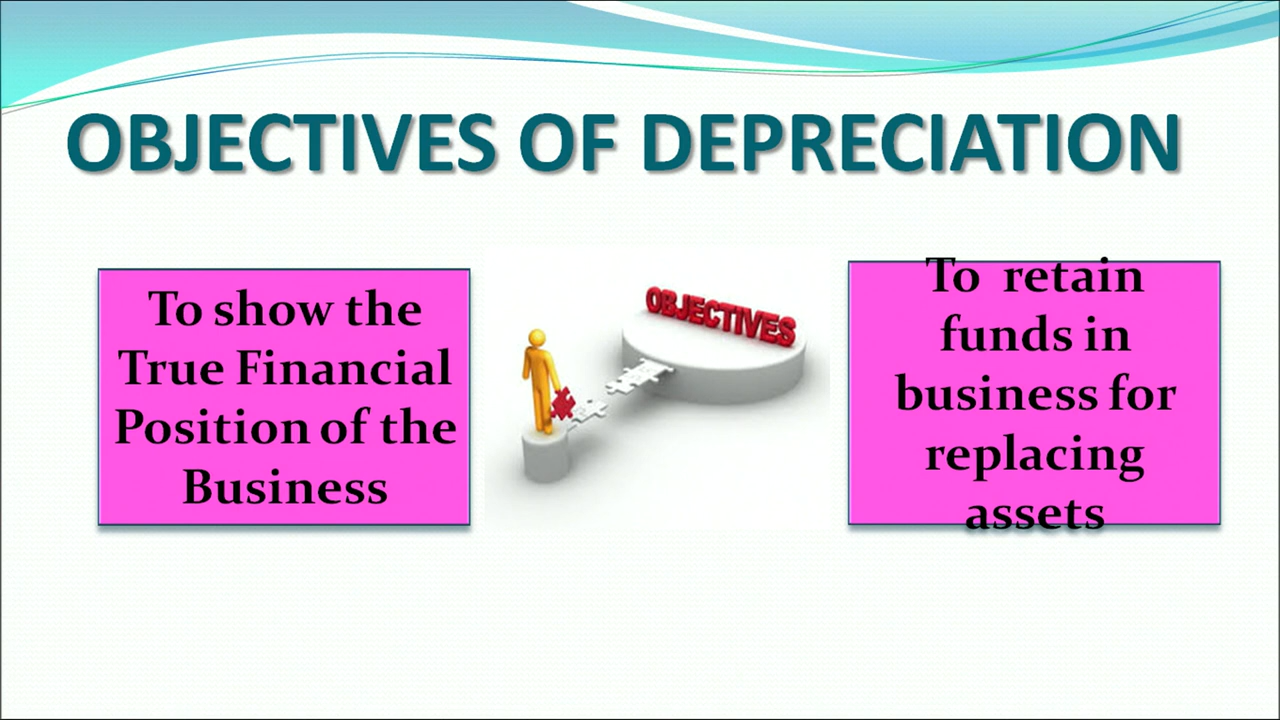 OBJECTIVES OF DEPRECIATION
To show the
True Financial
Position of the
Business
OBJECTIVES
To  retain
funds in
business for
replacing
assets